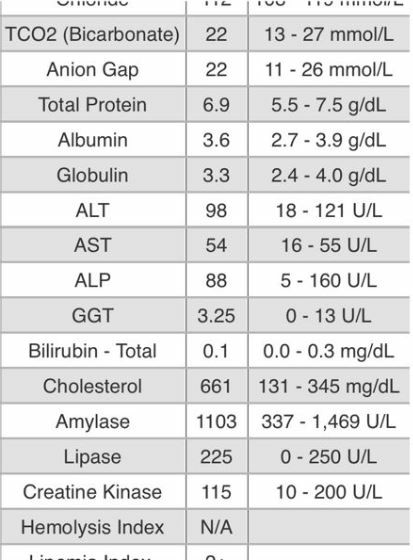 Chloride 112 108 - 119 mmol/L
TCO2 (Bicarbonate) 22 13 - 27 mmol/L
Anion Gap 22 11 - 26 mmol/L
Total Protein 6.9 5.5 - 7.5 g/dL
Albumin 3.6 2.7 - 3.9 g/dL
Globulin 3.3 2.4 - 4.0 g/dL
ALT 98 18 - 121 U/L
AST 54 16 - 55 U/L
ALP 88 5 - 160 U/L
GGT 3.25 0 - 13 U/L
Bilirubin - Total 0.1 0.0 - 0.3 mg/dL
Cholesterol 661 131 - 345 mg/dL
Amylase 1103 337 - 1,469 U/L
Lipase 225 0 - 250 U/L
Creatine Kinase 115 10 - 200 U/L
Hemolysis Index N/A
Lipemia Index